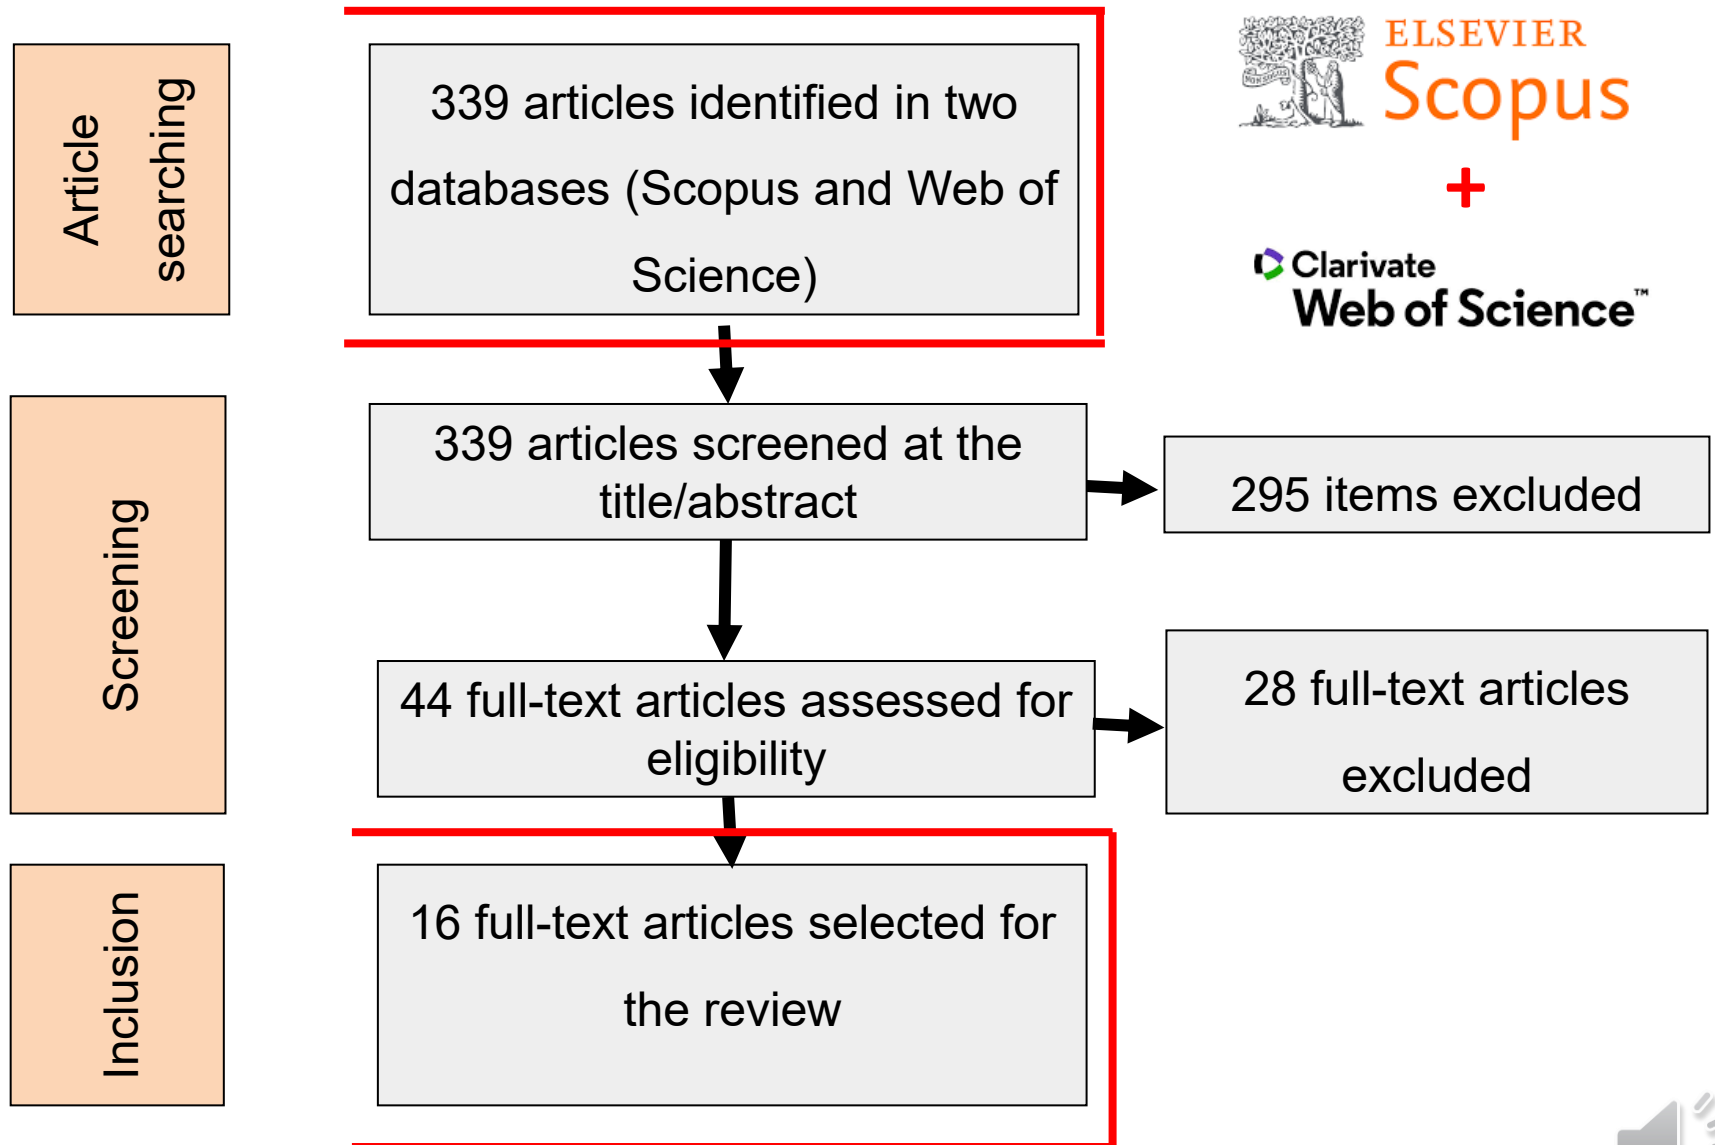 Article
searching
339 articles identified in two
databases (Scopus and Web of
Science)
ELSEVIER
Scopus
+
Clarivate
Web of Science™
Screening
339 articles screened at the
title/abstract
295 items excluded
44 full-text articles assessed for
eligibility
28 full-text articles
excluded
Inclusion
16 full-text articles selected for
the review